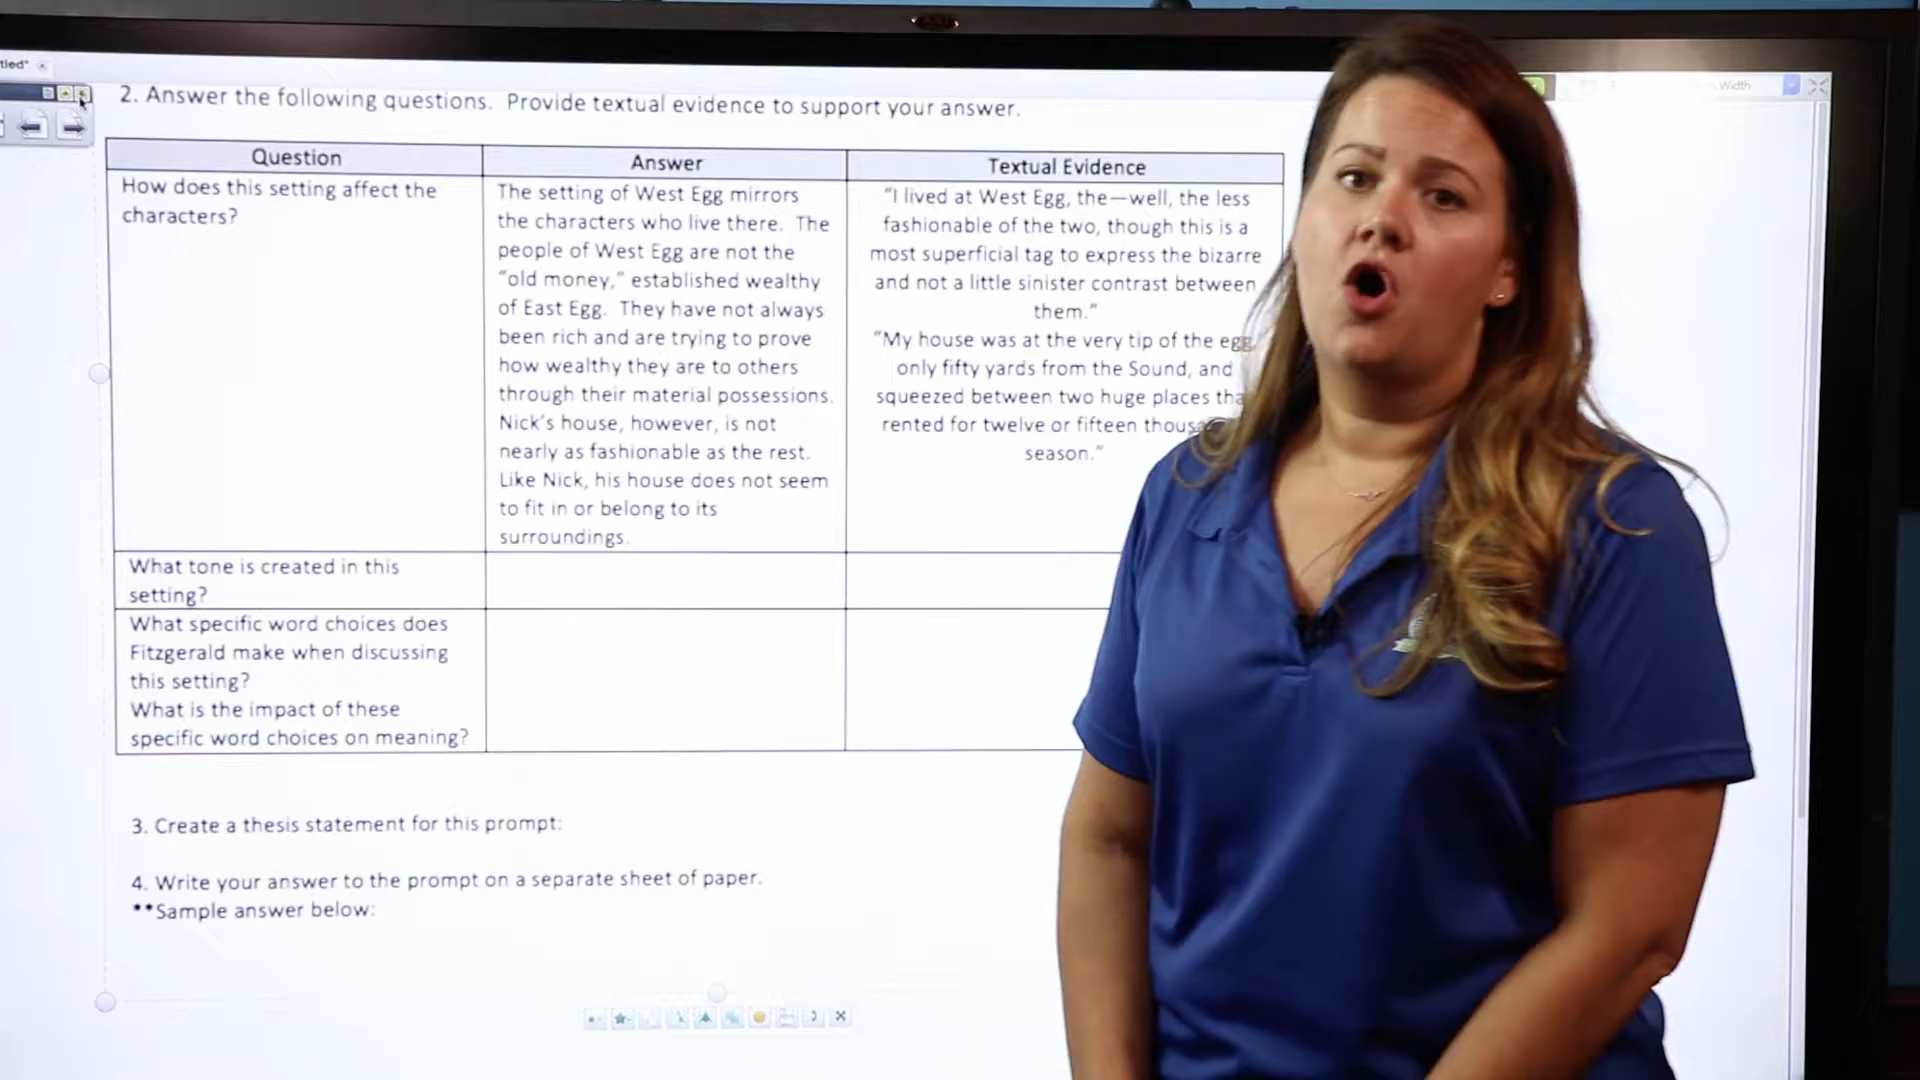 tled*
Width
2. Answer the following questions. Provide textual evidence to support your answer.
Question
Answer
Textual Evidence
How does this setting affect the
characters?
The setting of West Egg mirrors
the characters who live there. The
people of West Egg are not the
"old money," established wealthy
of East Egg. They have not always
been rich and are trying to prove
how wealthy they are to others
through their material possessions.
Nick's house, however, is not
nearly as fashionable as the rest.
Like Nick, his house does not seem
to fit in or belong to its
surroundings.
"I lived at West Egg, the—well, the less
fashionable of the two, though this is a
most superficial tag to express the bizarre
and not a little sinister contrast between
them."
"My house was at the very tip of the egg,
only fifty yards from the Sound, and
squeezed between two huge places tha
rented for twelve or fifteen thous
season."
What tone is created in this
setting?
What specific word choices does
Fitzgerald make when discussing
this setting?
What is the impact of these
specific word choices on meaning?
3. Create a thesis statement for this prompt:
4. Write your answer to the prompt on a separate sheet of paper.
**Sample answer below: